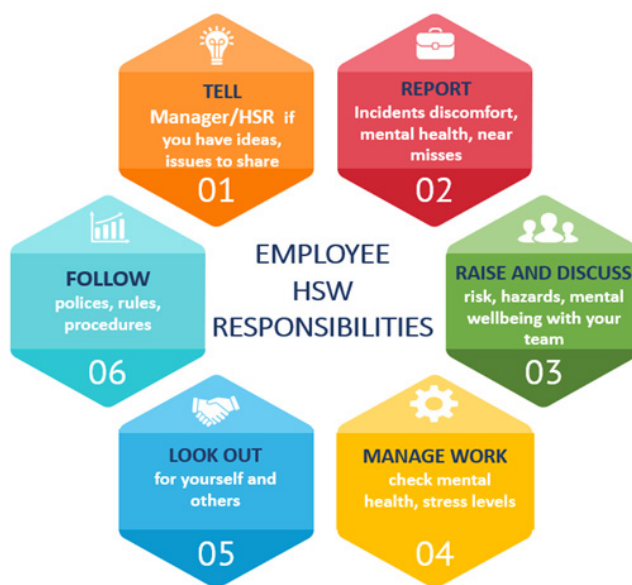 TELL
Manager/HSR if
you have ideas,
issues to share
01
REPORT
Incidents discomfort,
mental health, near
misses
02
EMPLOYEE
HSW
RESPONSIBILITIES
RAISE AND DISCUSS
risk, hazards, mental
wellbeing with your
team
03
MANAGE WORK
check mental
health, stress levels
04
LOOK OUT
for yourself and
others
05
FOLLOW
polices, rules,
procedures
06